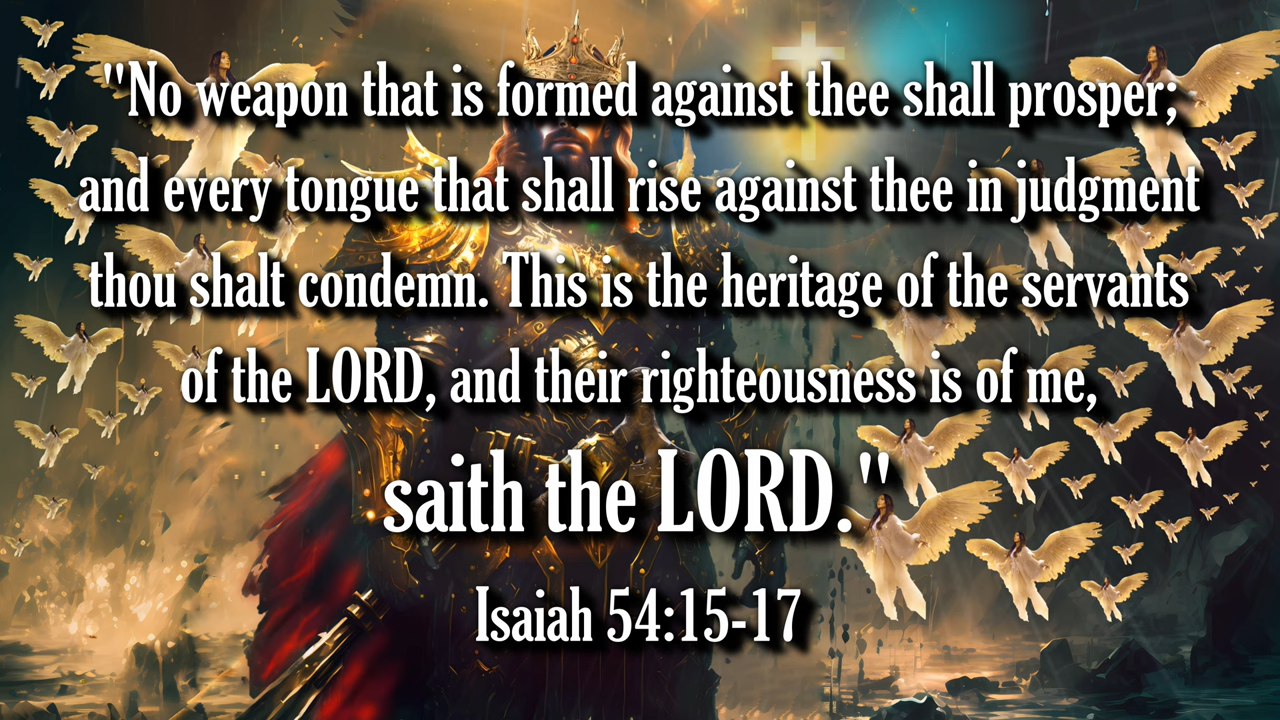 "No weapon that is formed against thee shall prosper;
and every tongue that shall rise against thee in judgment
thou shalt condemn. This is the heritage of the servants
of the LORD, and their righteousness is of me,
saith the LORD."
Isaiah 54:15-17